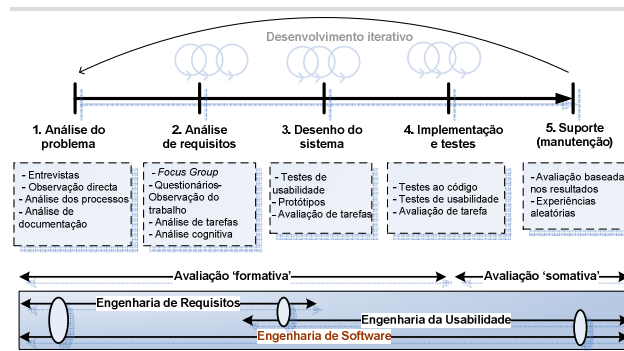 Desenvolvimento iterativo
1. Análise do
problema
2. Análise
de requisitos
3. Desenho do
sistema
4. Implementação
e testes
5. Suporte
(manutenção)
- Entrevistas
- Observação directa
- Análise dos processos
- Análise de
documentação
- Focus Group
- Questionários-
Observação do
trabalho
- Análise de tarefas
- Análise cognitiva
- Testes de
usabilidade
- Protótipos
- Avaliação de tarefas
- Testes ao código
- Testes de usabilidade
- Avaliação de tarefa
- Avaliação baseada
nos resultados
- Experiências
aleatórias
Avaliação ‘formativa’
Avaliação ‘somativa’
Engenharia de Requisitos
Engenharia da Usabilidade
Engenharia de Software